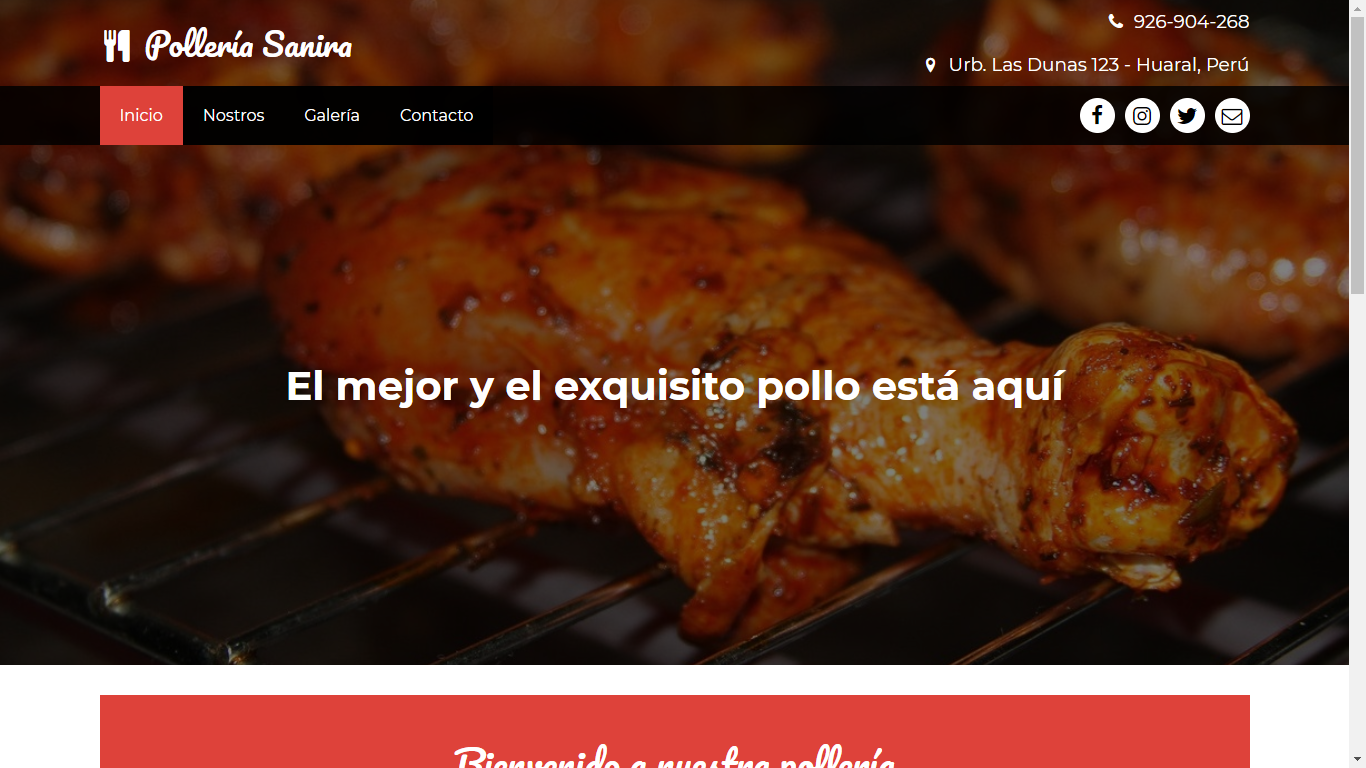 Pollería Sanira
926-904-268
Urb. Las Dunas 123 - Huaral, Perú
Inicio Nostros Galería Contacto
El mejor y el exquisito pollo está aquí
Bienvenido a nuestra pollería